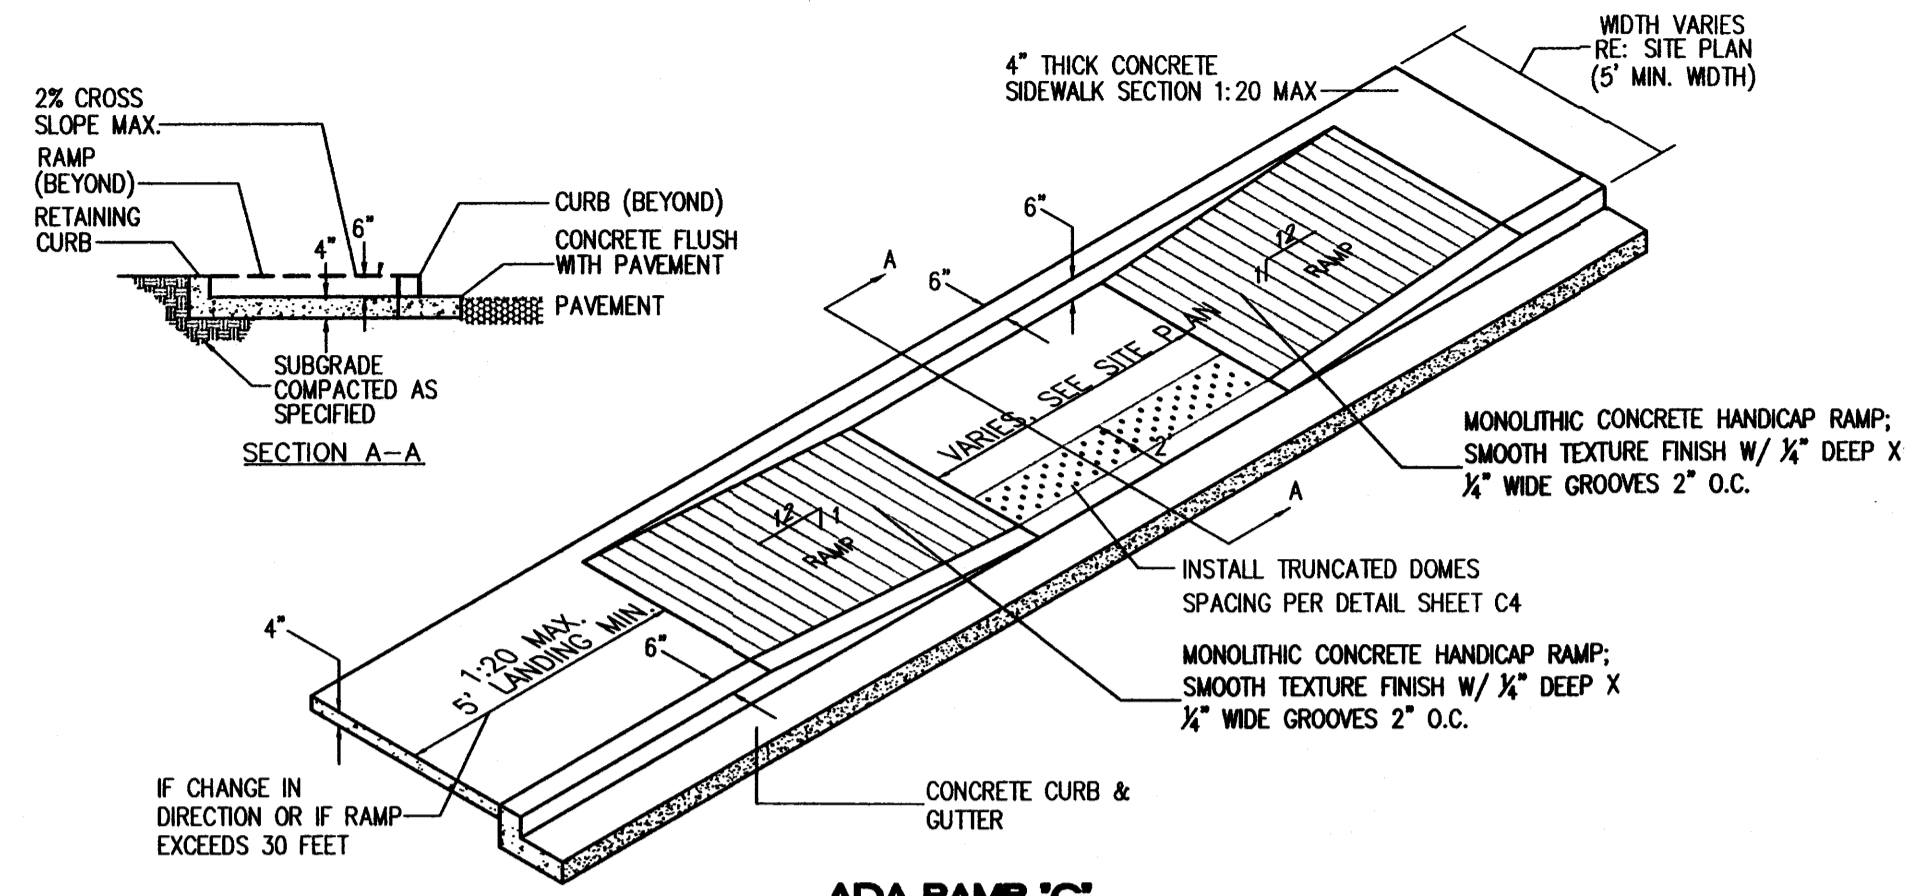 2% CROSS
SLOPE MAX.
RAMP
(BEYOND)
RETAINING
CURB
4"
6"
CURB (BEYOND)
CONCRETE FLUSH
WITH PAVEMENT
PAVEMENT
SUBGRADE
COMPACTED AS
SPECIFIED
SECTION A-A
4" THICK CONCRETE
SIDEWALK SECTION 1:20 MAX
WIDTH VARIES
RE: SITE PLAN
(5' MIN. WIDTH)
6"
6"
A
12
1
RAMP
VARIES, SEE SITE PLAN
2'
A
MONOLITHIC CONCRETE HANDICAP RAMP;
SMOOTH TEXTURE FINISH W/ ¼" DEEP X
¼" WIDE GROOVES 2" O.C.
12
1
RAMP
INSTALL TRUNCATED DOMES
SPACING PER DETAIL SHEET C4
MONOLITHIC CONCRETE HANDICAP RAMP;
SMOOTH TEXTURE FINISH W/ ¼" DEEP X
¼" WIDE GROOVES 2" O.C.
4"
1:20 MAX.
5' LANDING MIN.
6"
IF CHANGE IN
DIRECTION OR IF RAMP
EXCEEDS 30 FEET
CONCRETE CURB &
GUTTER
ADA RAMP "C"